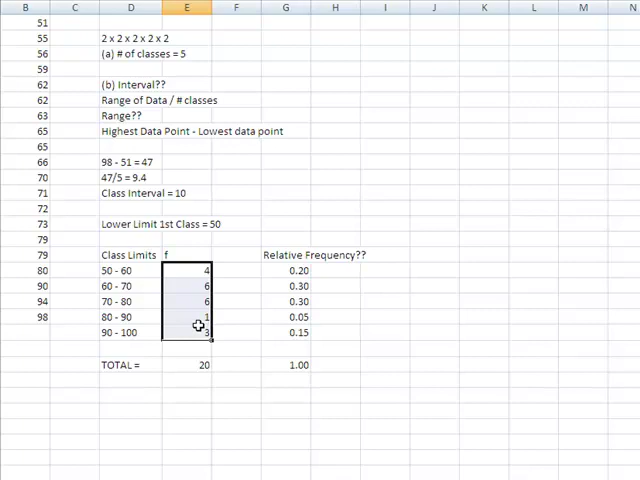 B C D E F G H I J K L M N
51
55 2 x 2 x 2 x 2 x 2
56 (a) # of classes = 5
59
62 (b) Interval??
62 Range of Data / # classes
63 Range??
65 Highest Data Point - Lowest data point
65
66 98 - 51 = 47
70 47/5 = 9.4
71 Class Interval = 10
72
73 Lower Limit 1st Class = 50
79
79 Class Limits f Relative Frequency??
80 50 - 60 4 0.20
90 60 - 70 6 0.30
94 70 - 80 6 0.30
98 80 - 90 1 0.05
90 - 100 3 0.15
TOTAL = 20 1.00